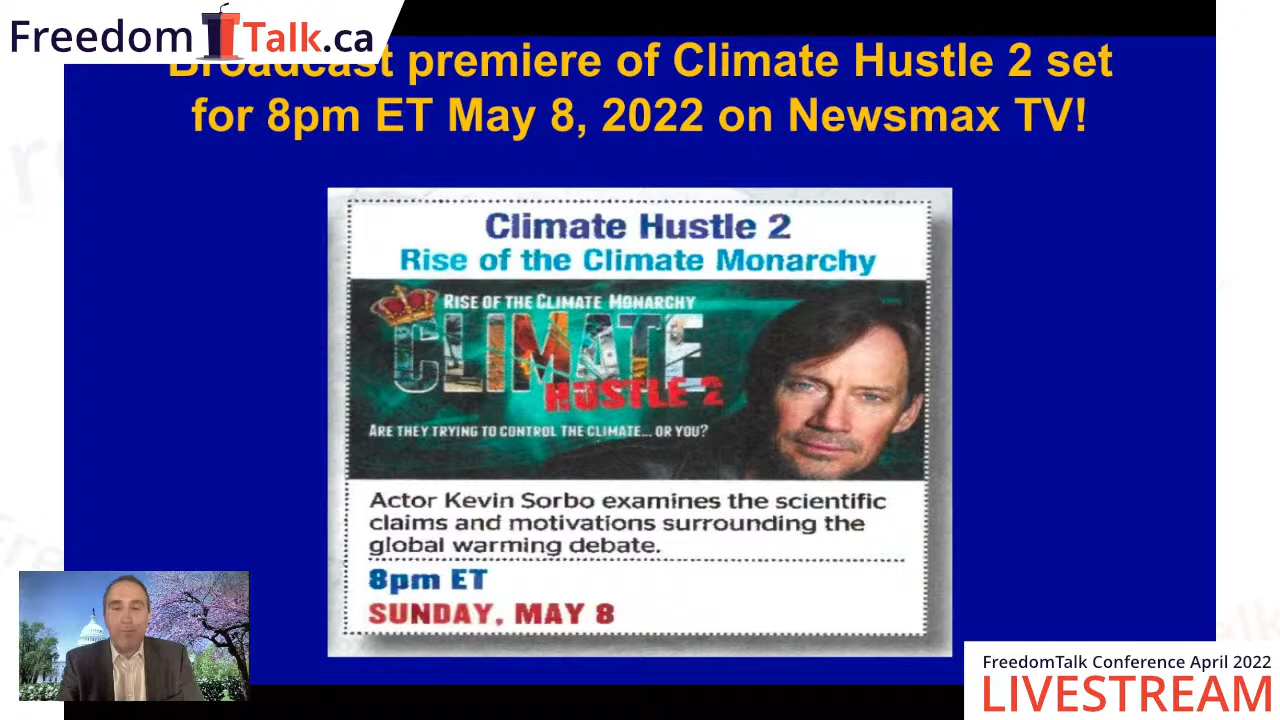 FreedomTalk.ca
Broadcast premiere of Climate Hustle 2 set
for 8pm ET May 8, 2022 on Newsmax TV!
Climate Hustle 2
Rise of the Climate Monarchy
RISE OF THE CLIMATE MONARCHY
CLIMATE
HUSTLE 2
ARE THEY TRYING TO CONTROL THE CLIMATE... OR YOU?
Actor Kevin Sorbo examines the scientific
claims and motivations surrounding the
global warming debate.
8pm ET
SUNDAY, MAY 8
FreedomTalk Conference April 2022
LIVESTREAM